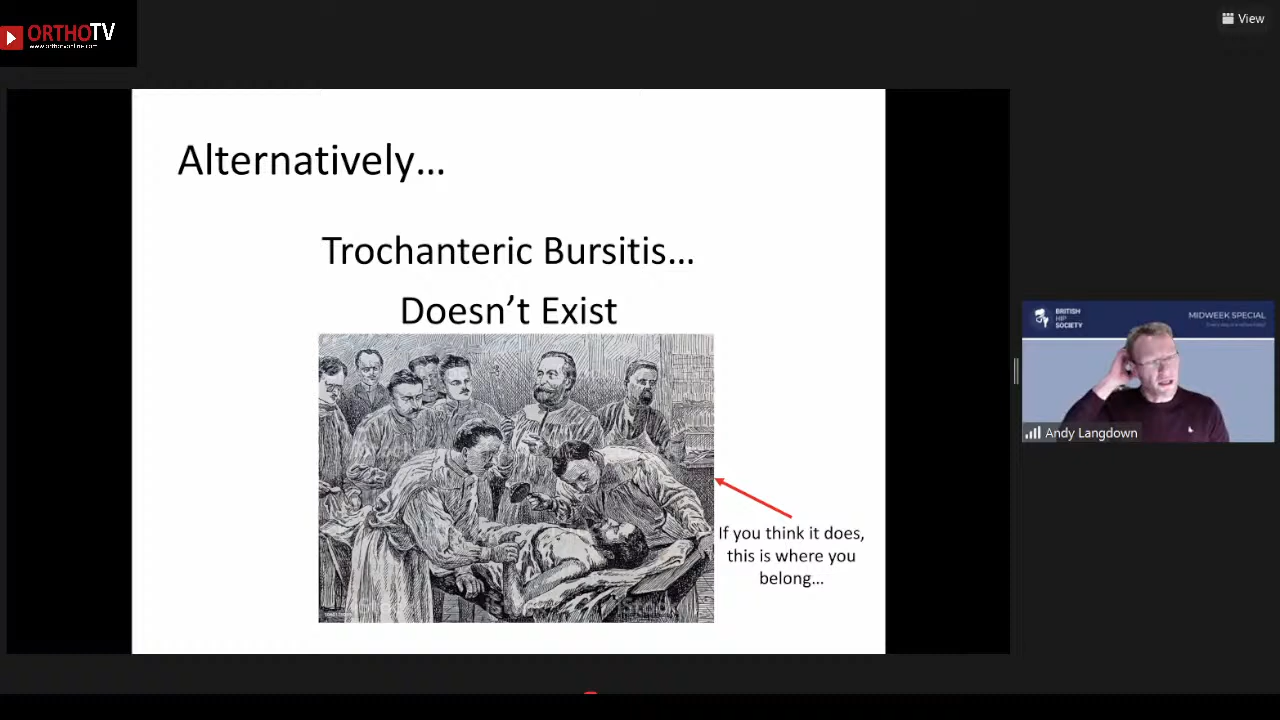 ORTHOTV
View
Alternatively…
Trochanteric Bursitis…
Doesn’t Exist
If you think it does,
this is where you
belong…
BRITISH
HIP
SOCIETY
MIDWEEK SPECIAL
Andy Langdown
iStock